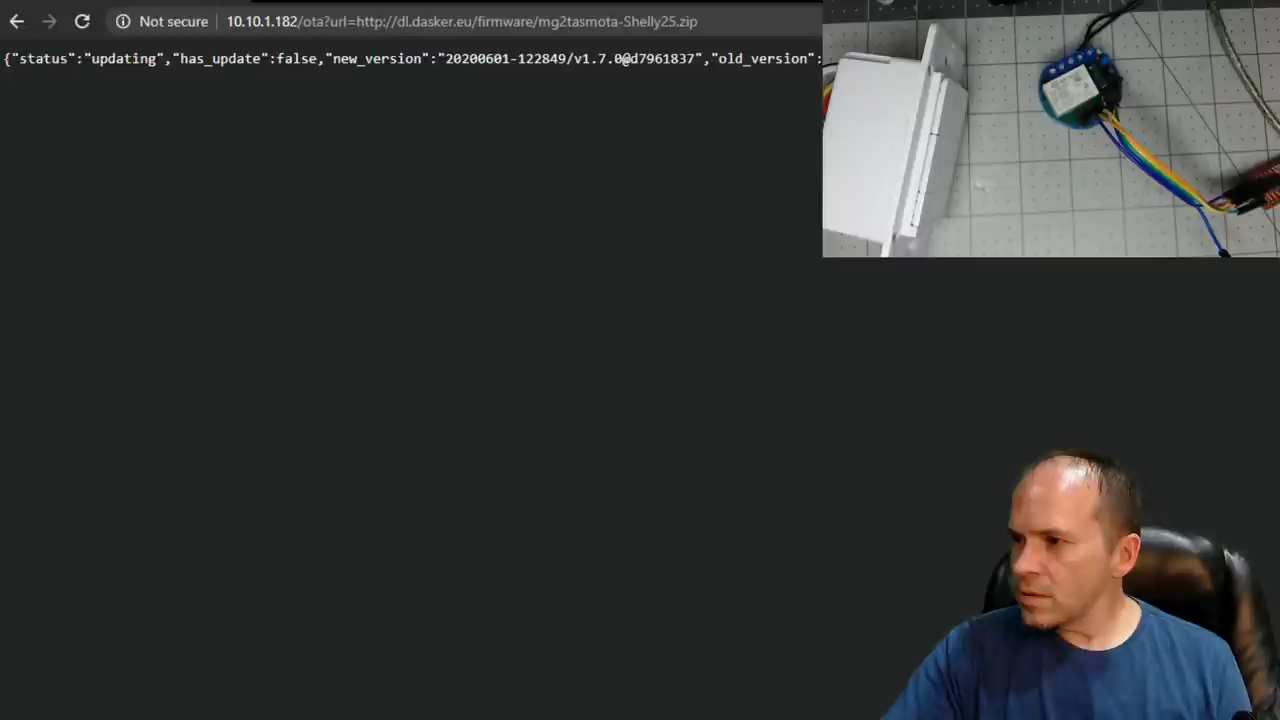 Not secure
10.10.1.182/ota?url=http://dl.dasker.eu/firmware/mg2tasmota-Shelly25.zip
{"status":"updating","has_update":false,"new_version":"20200601-122849/v1.7.0@d7961837","old_version":